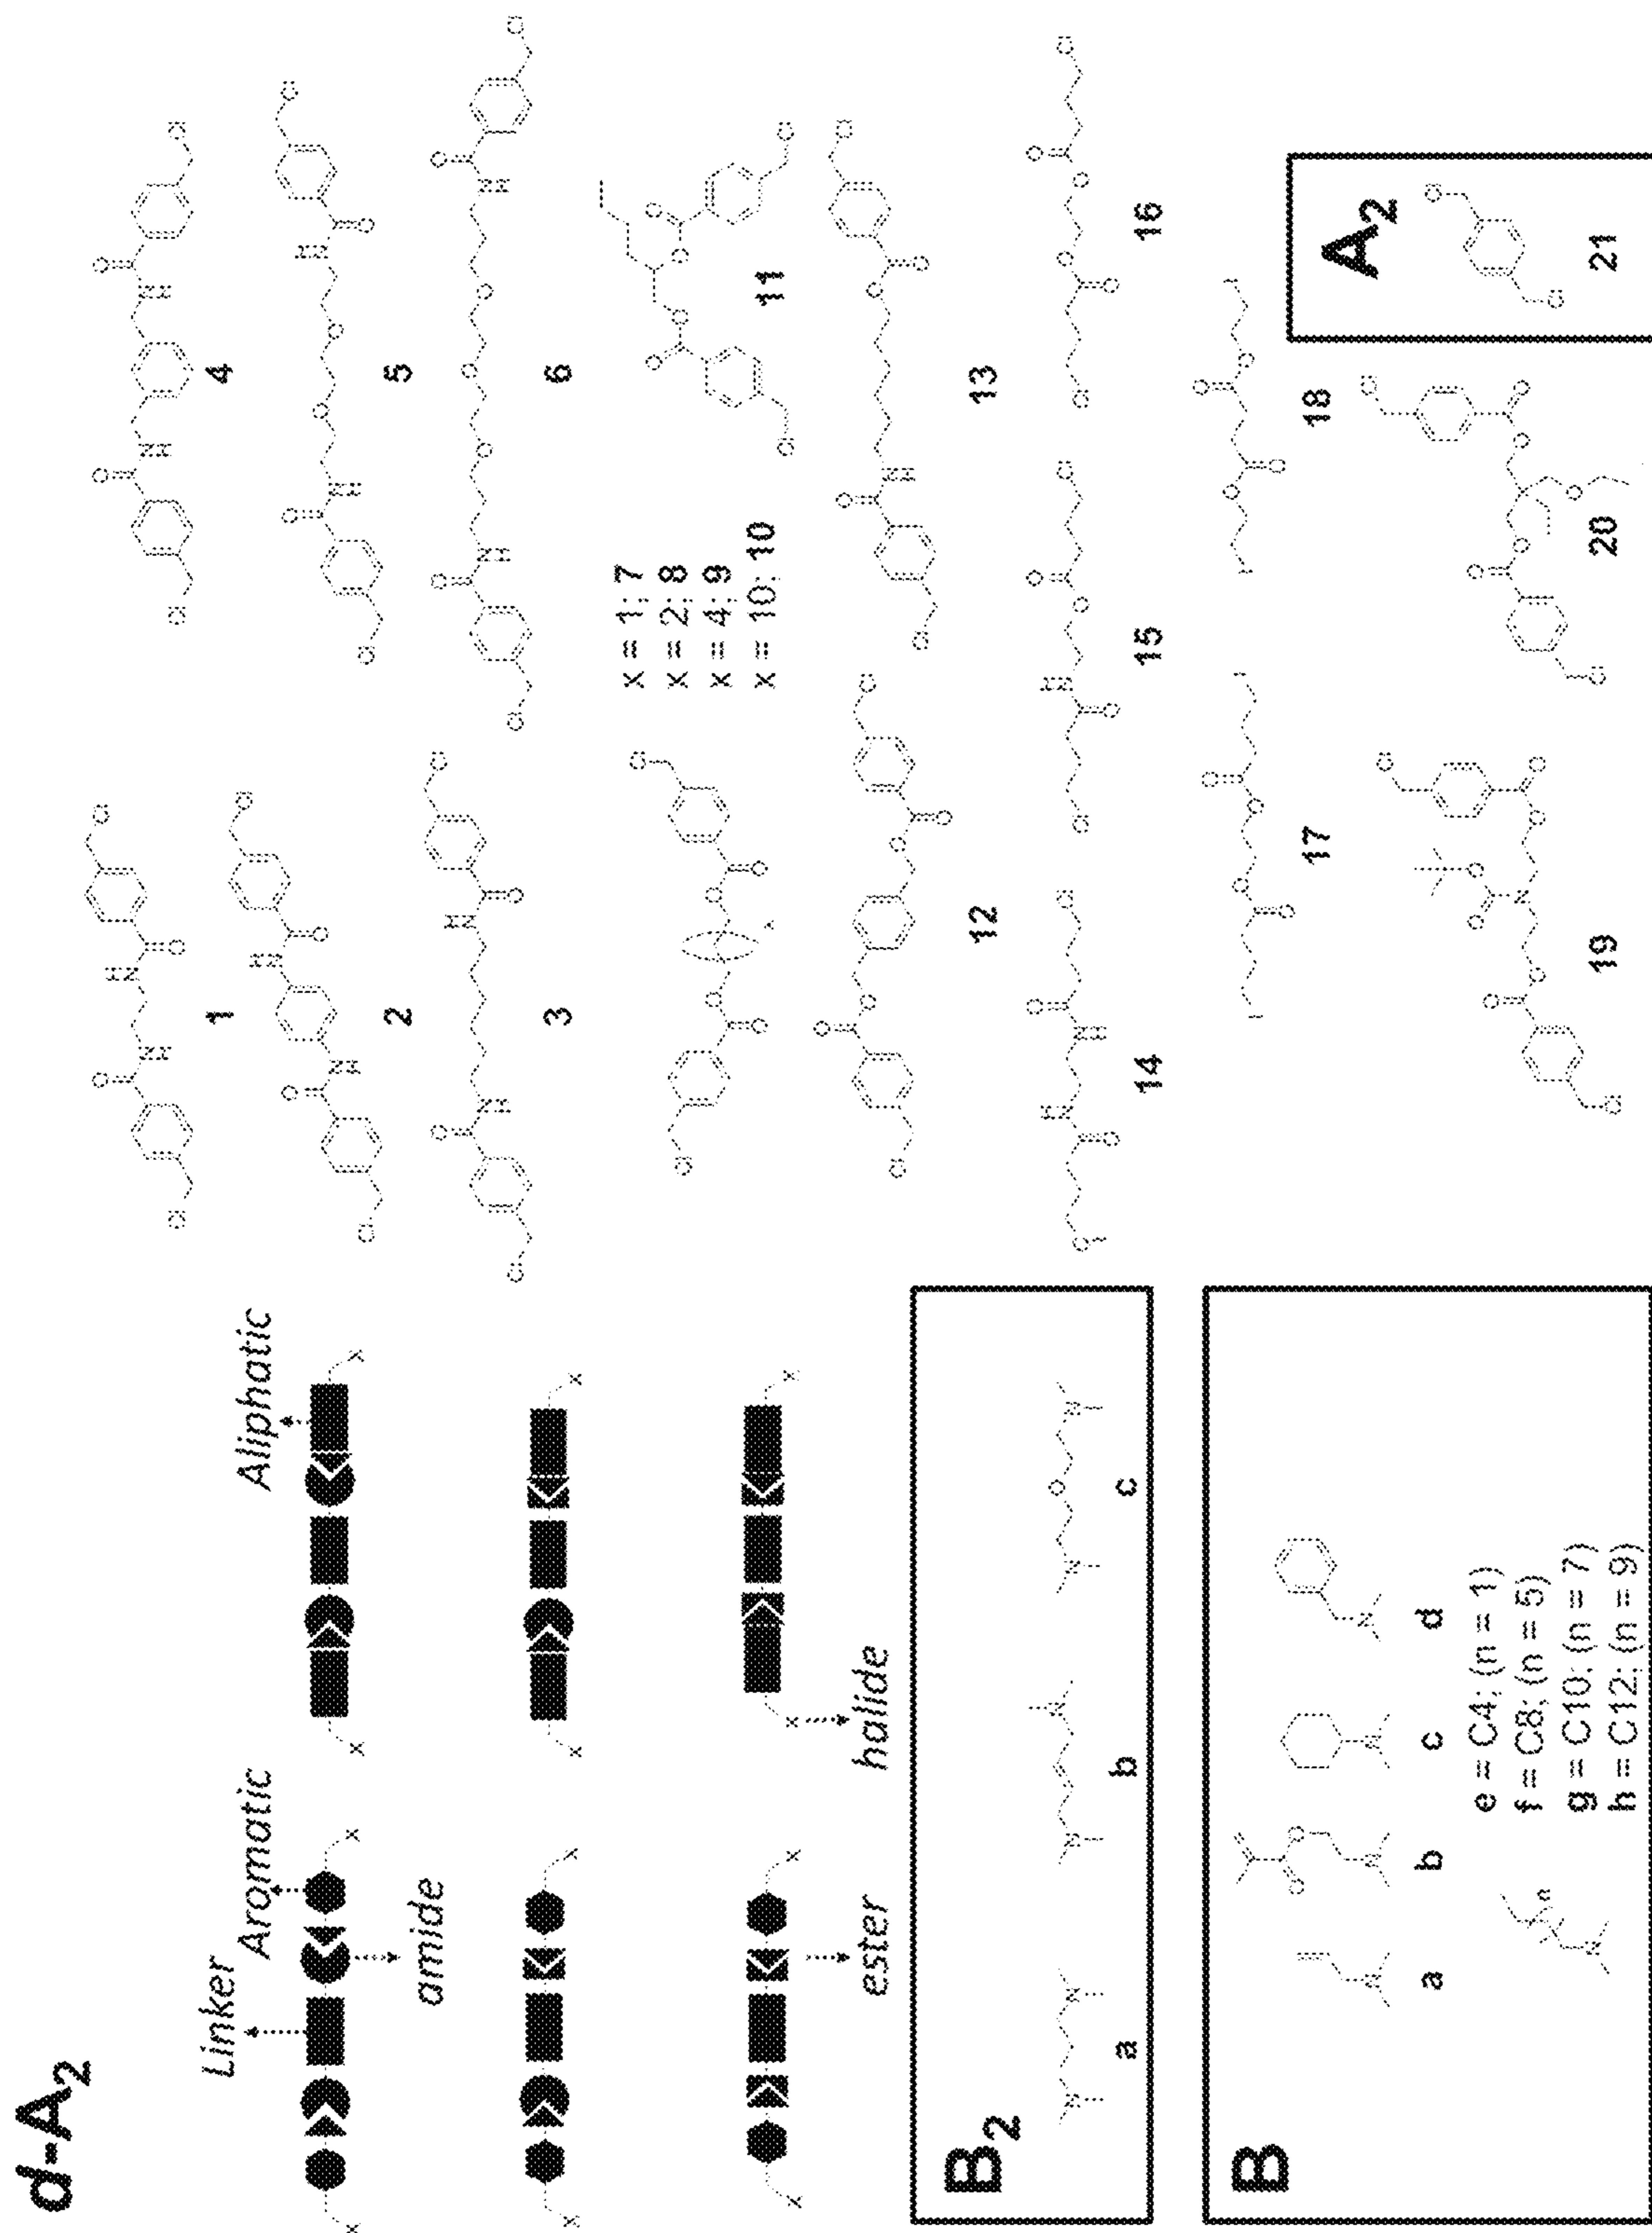 d-A₂
Linker
Aromatic
amide
Aliphatic
ester
halide
B₂
a
b
c
B
a
b
c
d
n
e = C4; (n = 1)
f = C8; (n = 5)
g = C10; (n = 7)
h = C12; (n = 9)
1
2
3
4
5
6
x = 1; 7
x = 2; 8
x = 4; 9
x = 10; 10
11
12
13
14
15
16
17
18
19
20
A₂
21